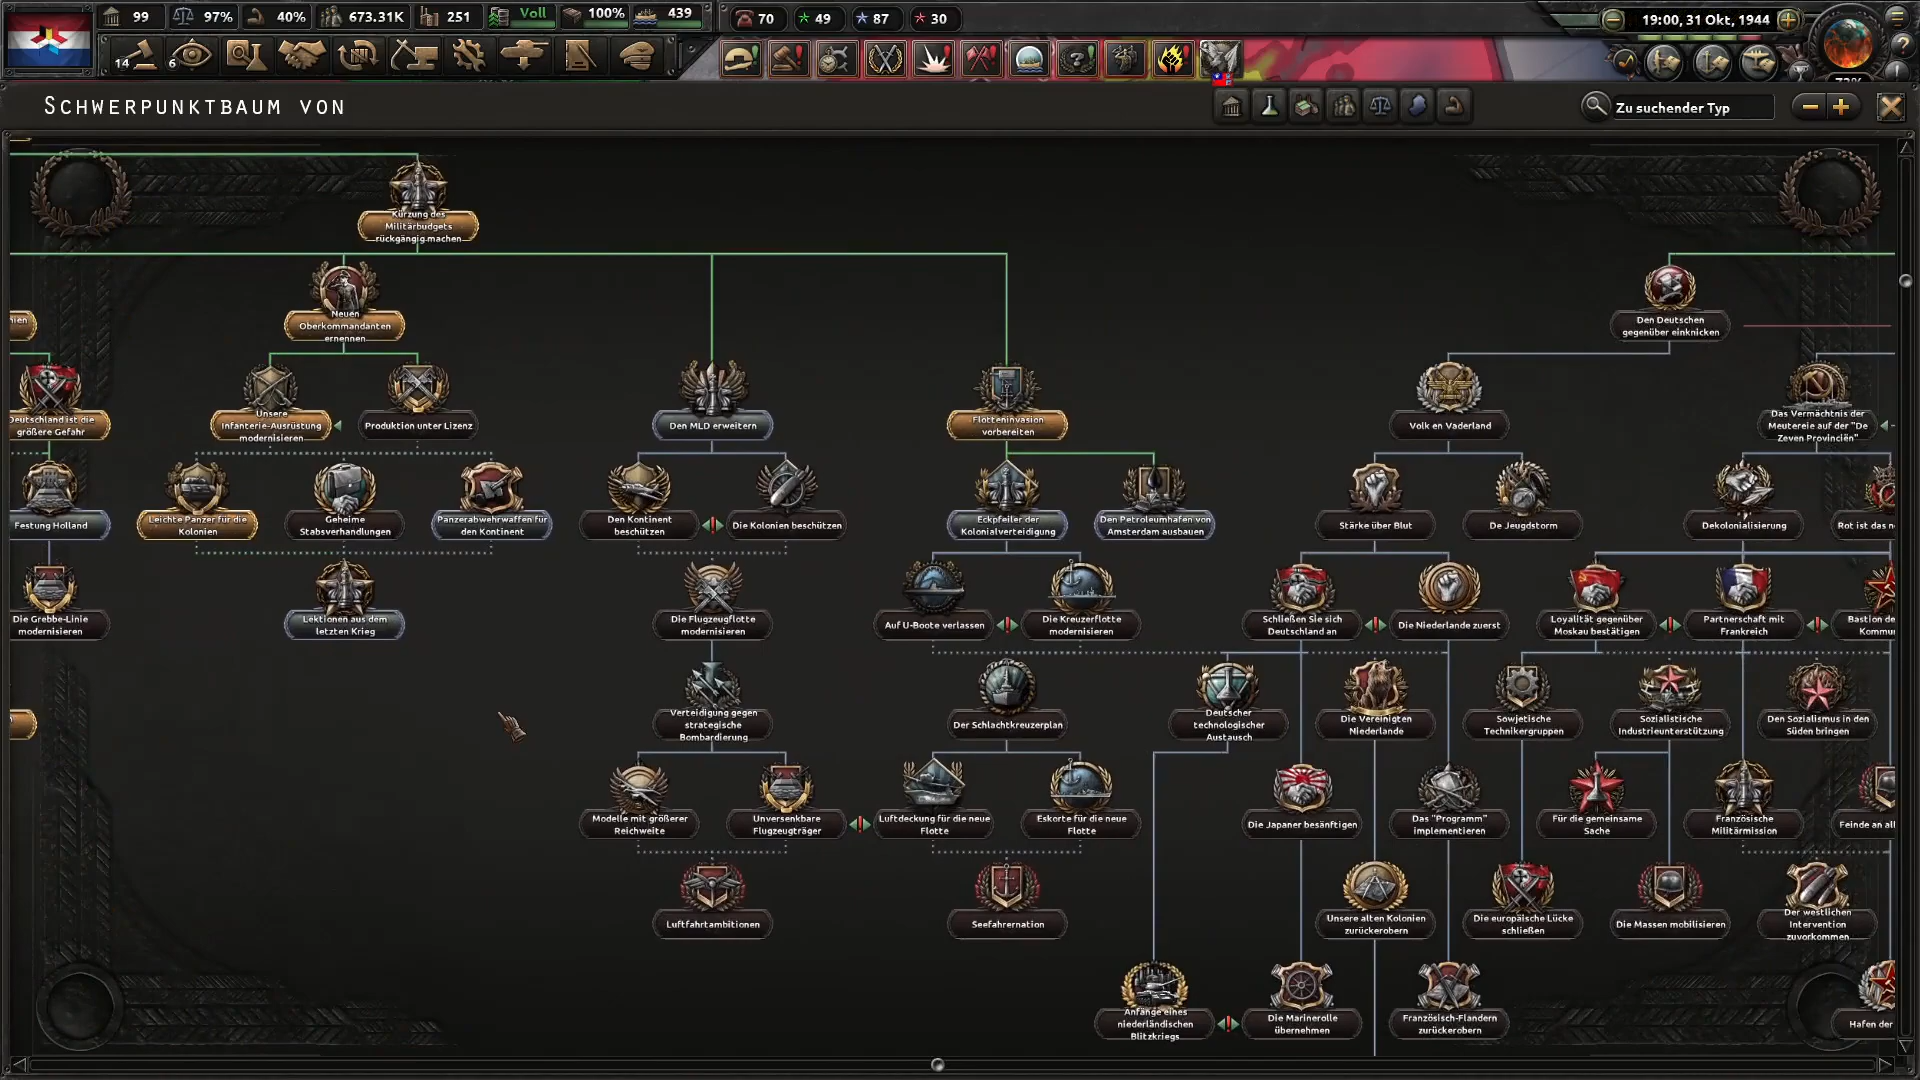 99
97%
40%
673.31K
251
Voll
100%
439
70
49
87
30
19:00, 31 Okt, 1944
14
6
Schwerpunktbaum von
Zu suchender Typ
Kürzung des
Militärbudgets
rückgängig machen
Neuen
Oberkommandanten
ernennen
Den Deutschen
gegenüber einknicken
Deutschland ist die
größere Gefahr
Unsere
Infanterie-Ausrüstung
modernisieren
Produktion unter Lizenz
Den MLD erweitern
Flotteninvasion
vorbereiten
Volk en Vaderland
Das Vermächtnis der
Meuterei auf der "De
Zeven Provinciën"
Festung Holland
Leichte Panzer für die
Kolonien
Geheime
Stabsverhandlungen
Panzerabwehrwaffen für
den Kontinent
Den Kontinent
beschützen
Die Kolonien beschützen
Eckpfeiler der
Kolonialverteidigung
Den Petroleumhafen von
Amsterdam ausbauen
Stärke über Blut
De Jeugdstorm
Dekolonialisierung
Rot ist das n
Die Grebbe-Linie
modernisieren
Lektionen aus dem
letzten Krieg
Die Flugzeugflotte
modernisieren
Auf U-Boote verlassen
Die Kreuzerflotte
modernisieren
Schließen Sie sich
Deutschland an
Die Niederlande zuerst
Loyalität gegenüber
Moskau bestätigen
Partnerschaft mit
Frankreich
Bastion de
Kommu
Verteidigung gegen
strategische
Bombardierung
Der Schlachtkreuzerplan
Deutscher
technologischer
Austausch
Die Vereinigten
Niederlande
Sowjetische
Technikergruppen
Sozialistische
Industrieunterstützung
Den Sozialismus in den
Süden bringen
Modelle mit größerer
Reichweite
Unversenkbare
Flugzeugträger
Luftdeckung für die neue
Flotte
Eskorte für die neue
Flotte
Die Japaner besänftigen
Das "Programm"
implementieren
Für die gemeinsame
Sache
Französische
Militärmission
Feinde an all
Luftfahrtambitionen
Seefahrernation
Unsere alten Kolonien
zurückerobern
Die europäische Lücke
schließen
Die Massen mobilisieren
Der westlichen
Intervention
zuvorkommen
Anfänge eines
niederländischen
Blitzkriegs
Die Marinerolle
übernehmen
Französisch-Flandern
zurückerobern
Hafen der